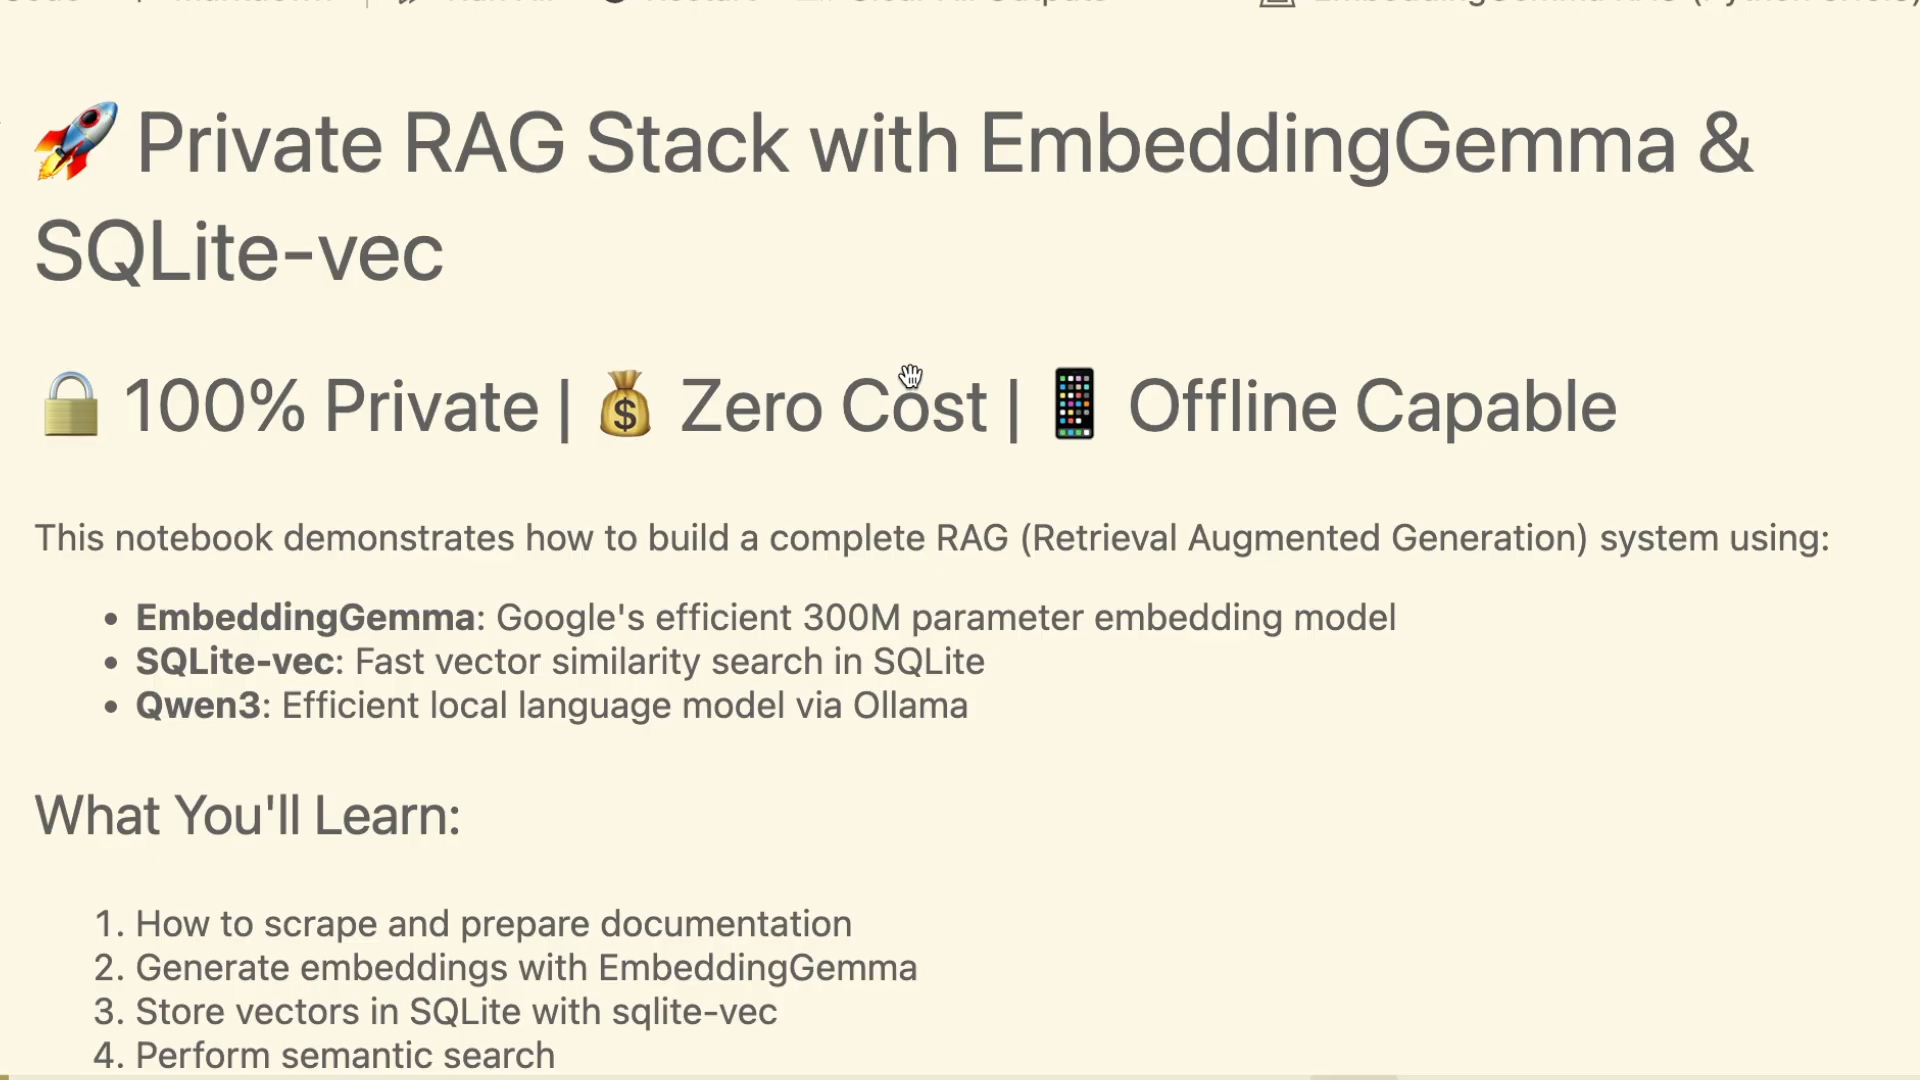 🚀 Private RAG Stack with EmbeddingGemma &
SQLite-vec
🔒 100% Private | 💰 Zero Cost | 📱 Offline Capable
This notebook demonstrates how to build a complete RAG (Retrieval Augmented Generation) system using:
• EmbeddingGemma: Google's efficient 300M parameter embedding model
• SQLite-vec: Fast vector similarity search in SQLite
• Qwen3: Efficient local language model via Ollama
What You'll Learn:
1. How to scrape and prepare documentation
2. Generate embeddings with EmbeddingGemma
3. Store vectors in SQLite with sqlite-vec
4. Perform semantic search